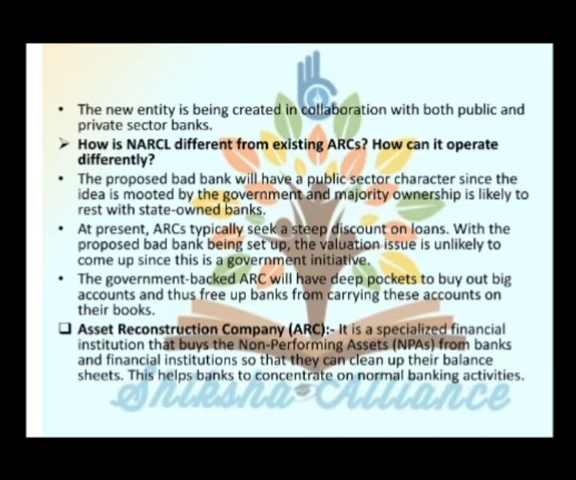 • The new entity is being created in collaboration with both public and
private sector banks.
➢ How is NARCL different from existing ARCs? How can it operate
differently?
• The proposed bad bank will have a public sector character since the
idea is mooted by the government and majority ownership is likely to
rest with state-owned banks.
• At present, ARCs typically seek a steep discount on loans. With the
proposed bad bank being set up, the valuation issue is unlikely to
come up since this is a government initiative.
• The government-backed ARC will have deep pockets to buy out big
accounts and thus free up banks from carrying these accounts on
their books.
❑ Asset Reconstruction Company (ARC):- It is a specialized financial
institution that buys the Non-Performing Assets (NPAs) from banks
and financial institutions so that they can clean up their balance
sheets. This helps banks to concentrate on normal banking activities.
Shiksha Alliance